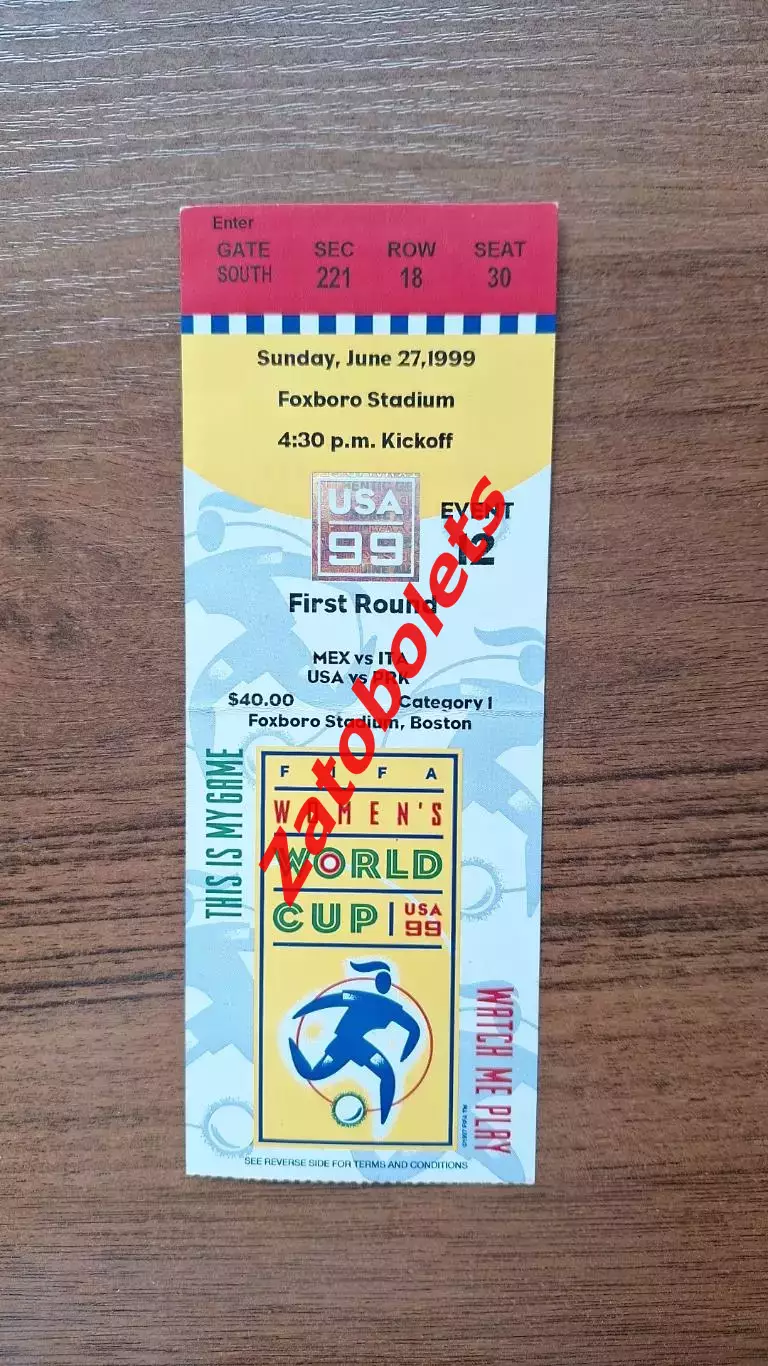 Enter
GATE SEC ROW SEAT
SOUTH 221 18 30
Sunday, June 27,1999
Foxboro Stadium
4:30 p.m. Kickoff
USA
99
EVENT
12
First Round
MEX vs ITA
USA vs PRK
$40.00 Category I
Foxboro Stadium, Boston
THIS IS MY GAME
FIFA
WOMEN'S
WORLD
CUP USA
99
WATCH ME PLAY
SEE REVERSE SIDE FOR TERMS AND CONDITIONS
Zatobolets